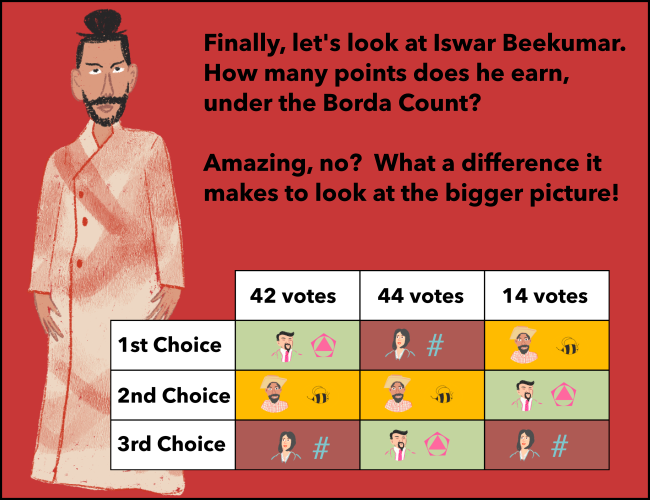 Finally, let's look at Iswar Beekumar.
How many points does he earn,
under the Borda Count?
Amazing, no?  What a difference it
makes to look at the bigger picture!
42 votes 44 votes 14 votes
1st Choice #
2nd Choice
3rd Choice # #